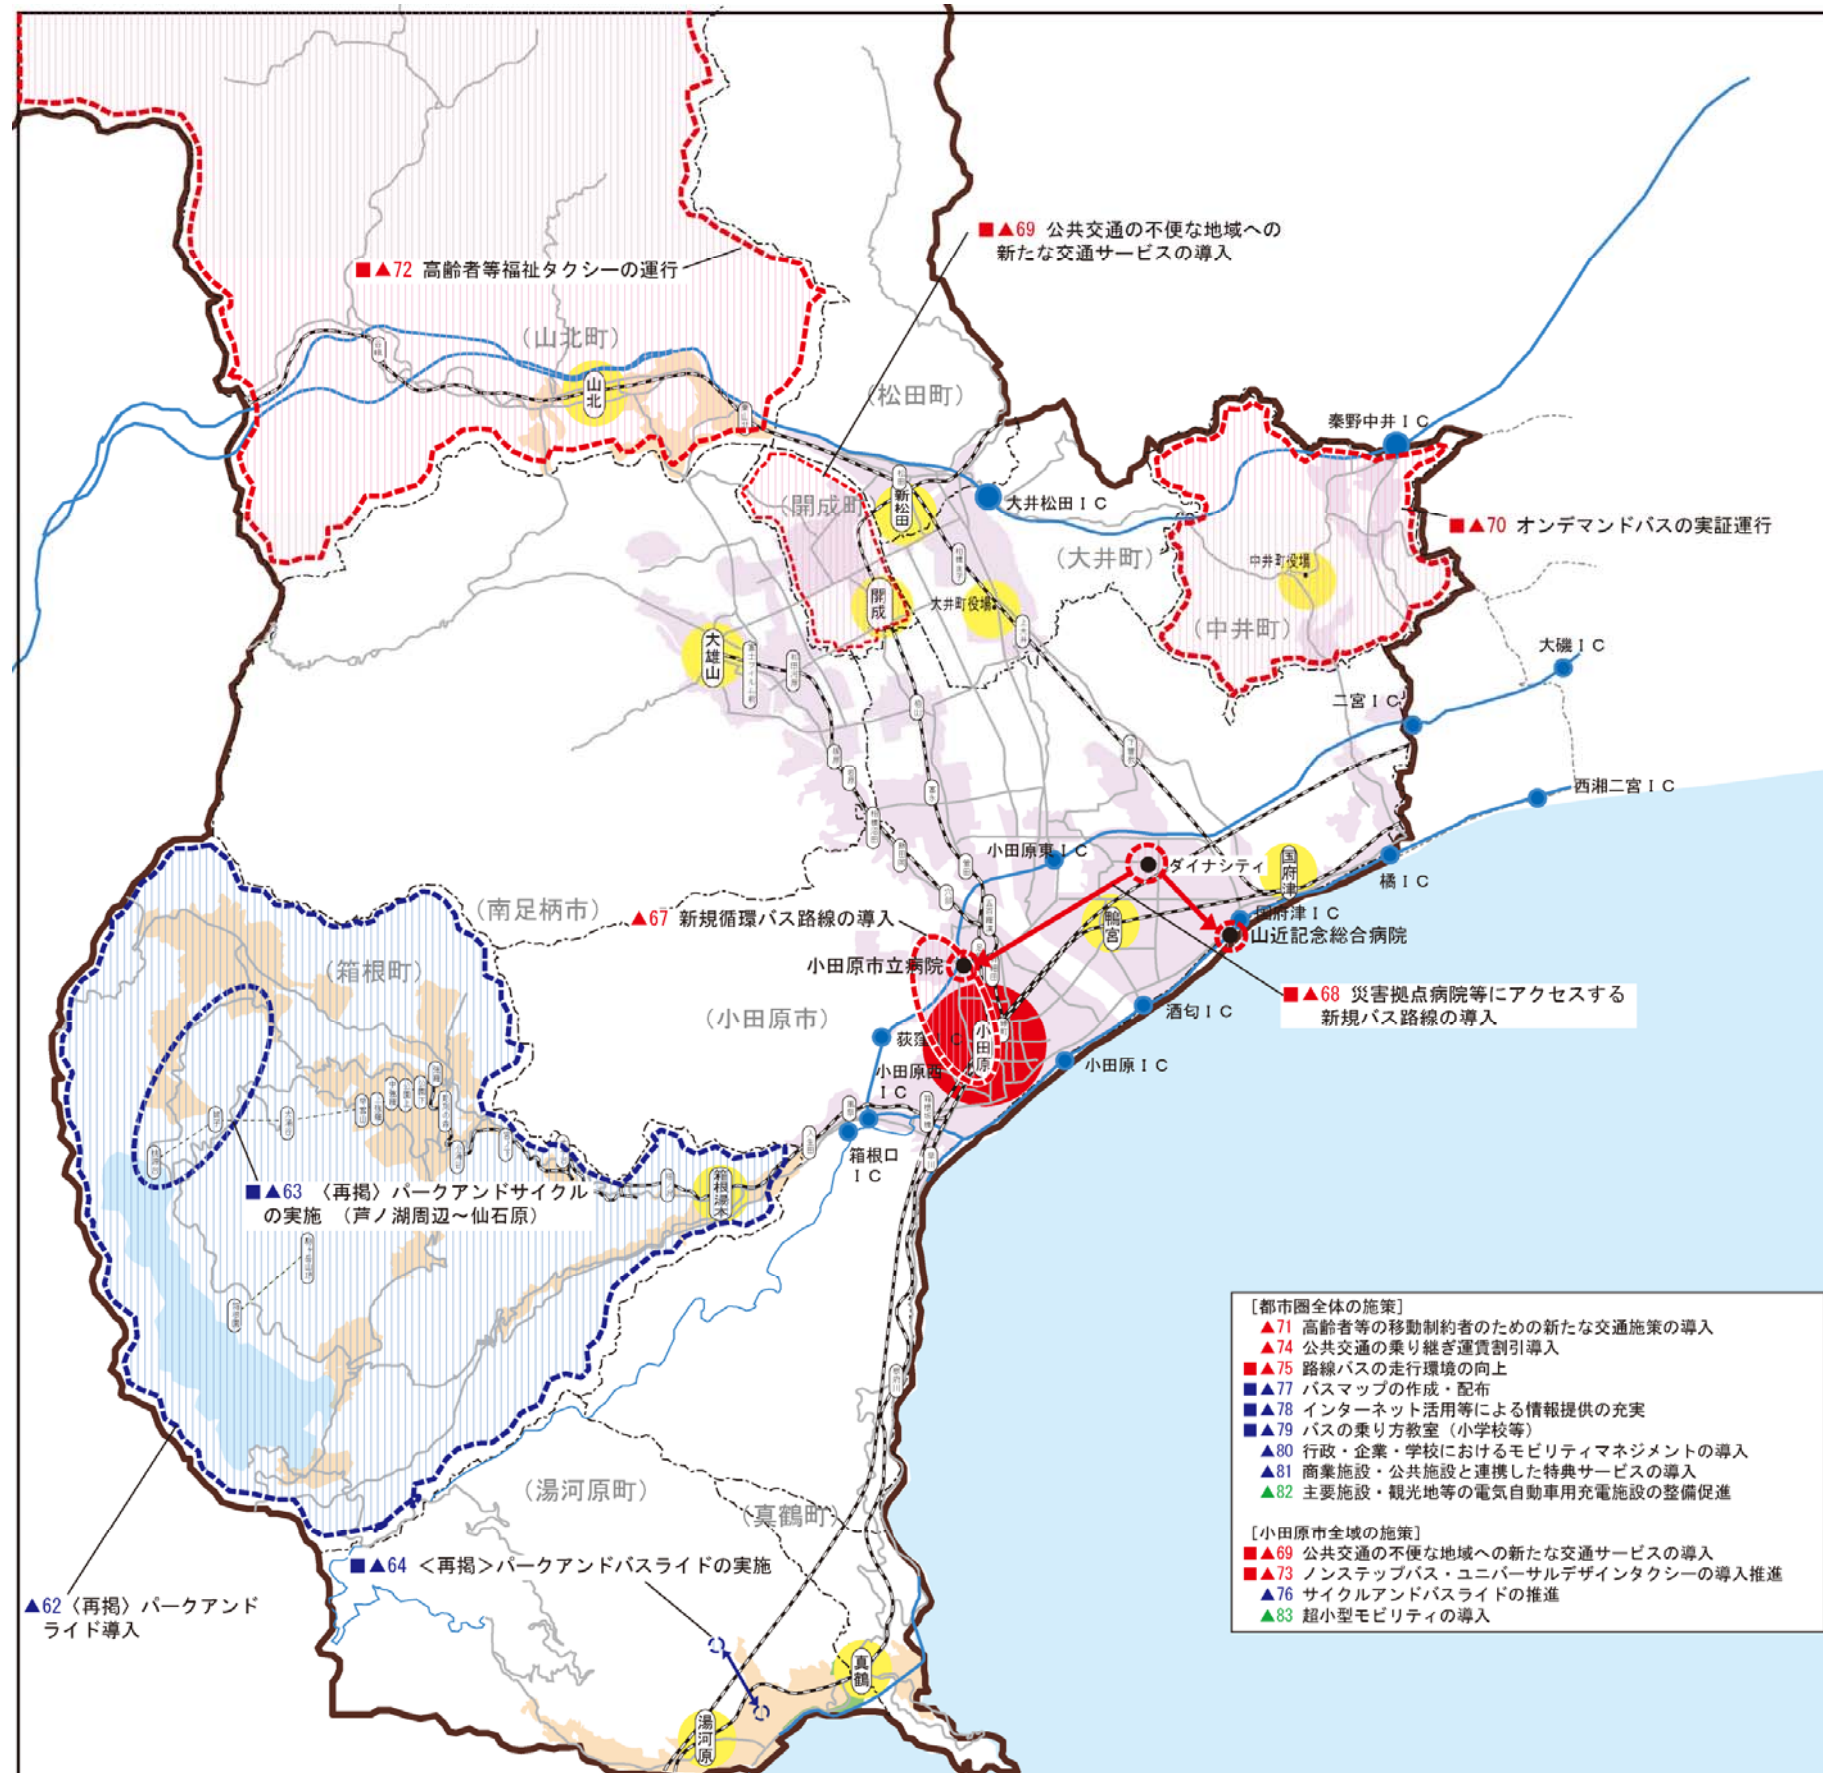 ■▲69 公共交通の不便な地域への
新たな交通サービスの導入
■▲72 高齢者等福祉タクシーの運行
(山北町)
山北
(松田町)
秦野中井IC
(開成町)
新松田
大井松田IC
■▲70 オンデマンドバスの実証運行
(大井町)
中井町役場
開成
大井町役場
(中井町)
大雄山
富士フイルム前
和田河原
相模金子
上大井
大磯IC
二宮IC
下曽我
西湘二宮IC
小田原東IC
ダイナシティ
国府津
橘IC
(南足柄市)
▲67 新規循環バス路線の導入
鴨宮
国府津IC
山近記念総合病院
(箱根町)
小田原市立病院
(小田原市)
■▲68 災害拠点病院等にアクセスする
新規バス路線の導入
酒匂IC
荻窪IC
小田原
小田原IC
小田原西
IC
箱根口
IC
箱根湯本
■▲63 〈再掲〉パークアンドサイクル
の実施 (芦ノ湖周辺~仙石原)
[都市圏全体の施策]
▲71 高齢者等の移動制約者のための新たな交通施策の導入
▲74 公共交通の乗り継ぎ運賃割引導入
■▲75 路線バスの走行環境の向上
■▲77 バスマップの作成・配布
■▲78 インターネット活用等による情報提供の充実
■▲79 バスの乗り方教室(小学校等)
▲80 行政・企業・学校におけるモビリティマネジメントの導入
▲81 商業施設・公共施設と連携した特典サービスの導入
▲82 主要施設・観光地等の電気自動車用充電施設の整備促進
[小田原市全域の施策]
■▲69 公共交通の不便な地域への新たな交通サービスの導入
■▲73 ノンステップバス・ユニバーサルデザインタクシーの導入推進
▲76 サイクルアンドバスライドの推進
▲83 超小型モビリティの導入
(湯河原町)
(真鶴町)
■▲64 <再掲>パークアンドバスライドの実施
▲62〈再掲〉パークアンド
ライド導入
真鶴
湯河原